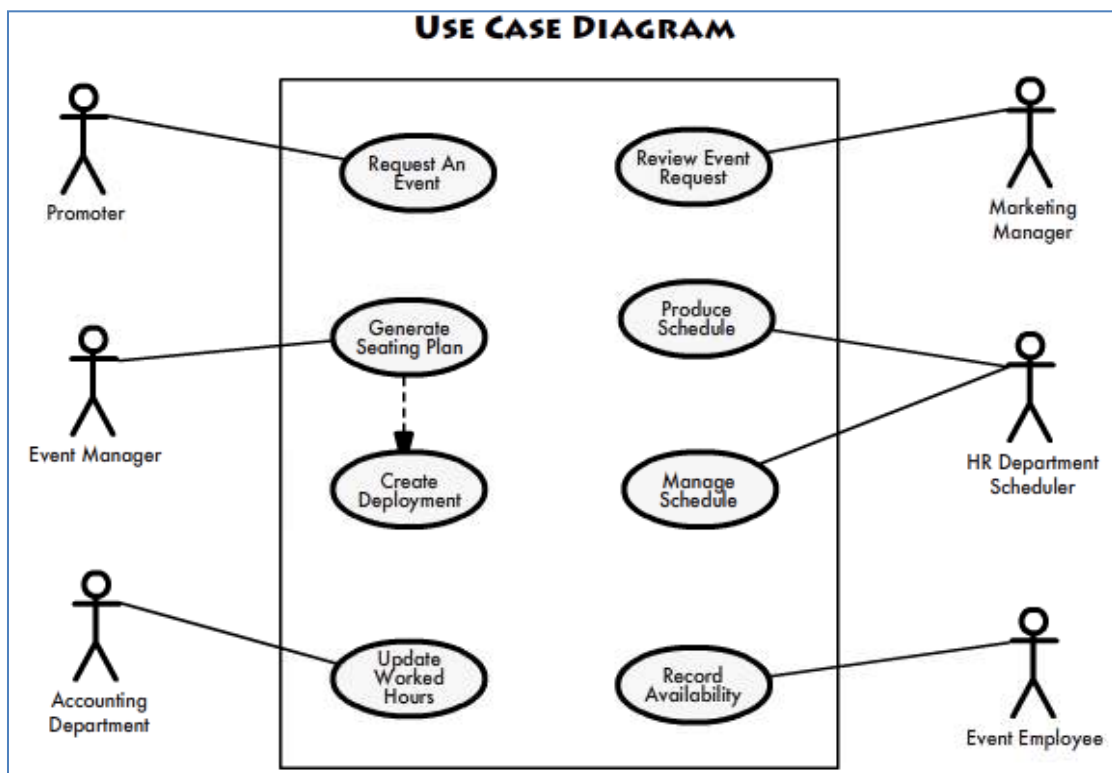 USE CASE DIAGRAM
Request An
Event
Review Event
Request
Promoter
Marketing
Manager
Generate
Seating Plan
Produce
Schedule
Event Manager
Create
Deployment
Manage
Schedule
HR Department
Scheduler
Update
Worked
Hours
Record
Availability
Accounting
Department
Event Employee